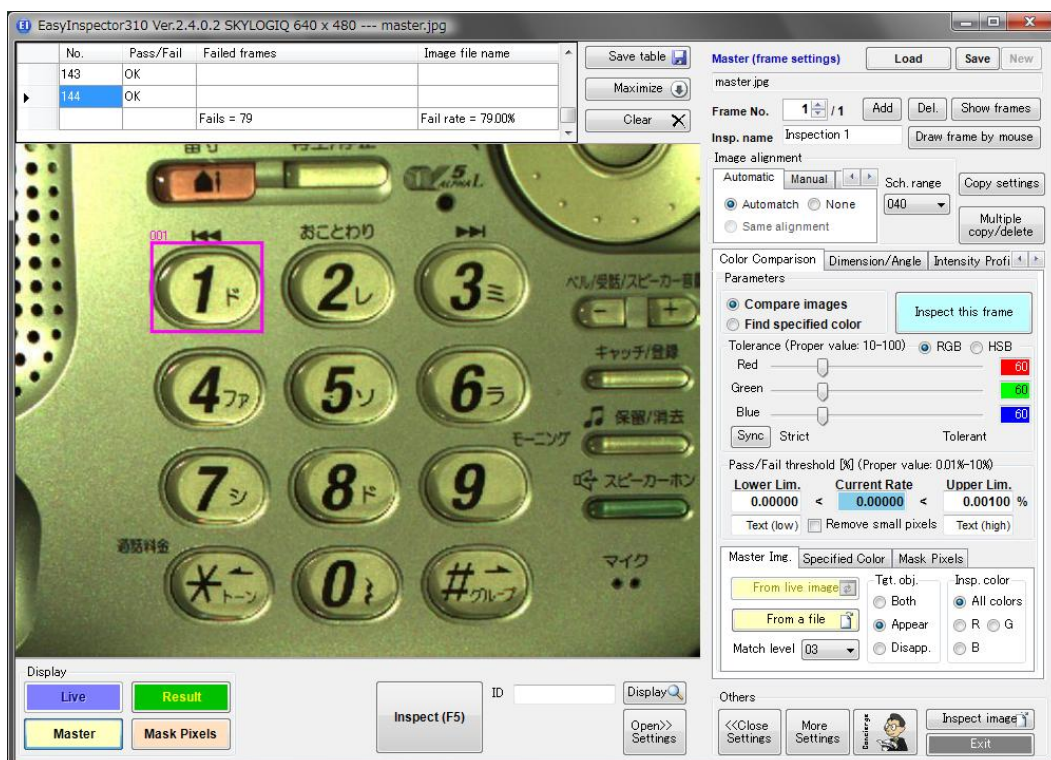 EasyInspector310 Ver.2.4.0.2 SKYLOGIQ 640 x 480 --- master.jpg
No. Pass/Fail Failed frames Image file name
143 OK
144 OK
Fails = 79 Fail rate = 79.00%
Save table
Maximize
Clear
留守
ALPHA L
001
おことわり
1 ド
2 レ
3 ミ
ベル/受話/スピーカー音量
- +
キャッチ/登録
4 ファ
5 ソ
6 ラ
保留/消去
モーニング
7 シ
8 ド
9
スピーカーホン
通話料金
トーン
0
# グループ
マイク
Display
Live
Result
Master
Mask Pixels
Inspect (F5)
ID
Display
Open>>
Settings
Master (frame settings) Load Save New
master.jpg
Frame No. 1 / 1 Add Del. Show frames
Insp. name Inspection 1 Draw frame by mouse
Image alignment
Automatic Manual
Automatch None
Same alignment
Sch. range
040
Copy settings
Multiple
copy/delete
Color Comparison Dimension/Angle Intensity Profi
Parameters
Compare images
Find specified color
Inspect this frame
Tolerance (Proper value: 10-100) RGB HSB
Red 60
Green 60
Blue 60
Sync Strict Tolerant
Pass/Fail threshold [%] (Proper value: 0.01%-10%)
Lower Lim. Current Rate Upper Lim.
0.00000 < 0.00000 < 0.00100 %
Text (low) Remove small pixels Text (high)
Master Img. Specified Color Mask Pixels
From live image
From a file
Match level 03
Tgt. obj.
Both
Appear
Disapp.
Insp. color
All colors
R G
B
Others
<<Close
Settings
More
Settings
Concierge
Inspect image
Exit